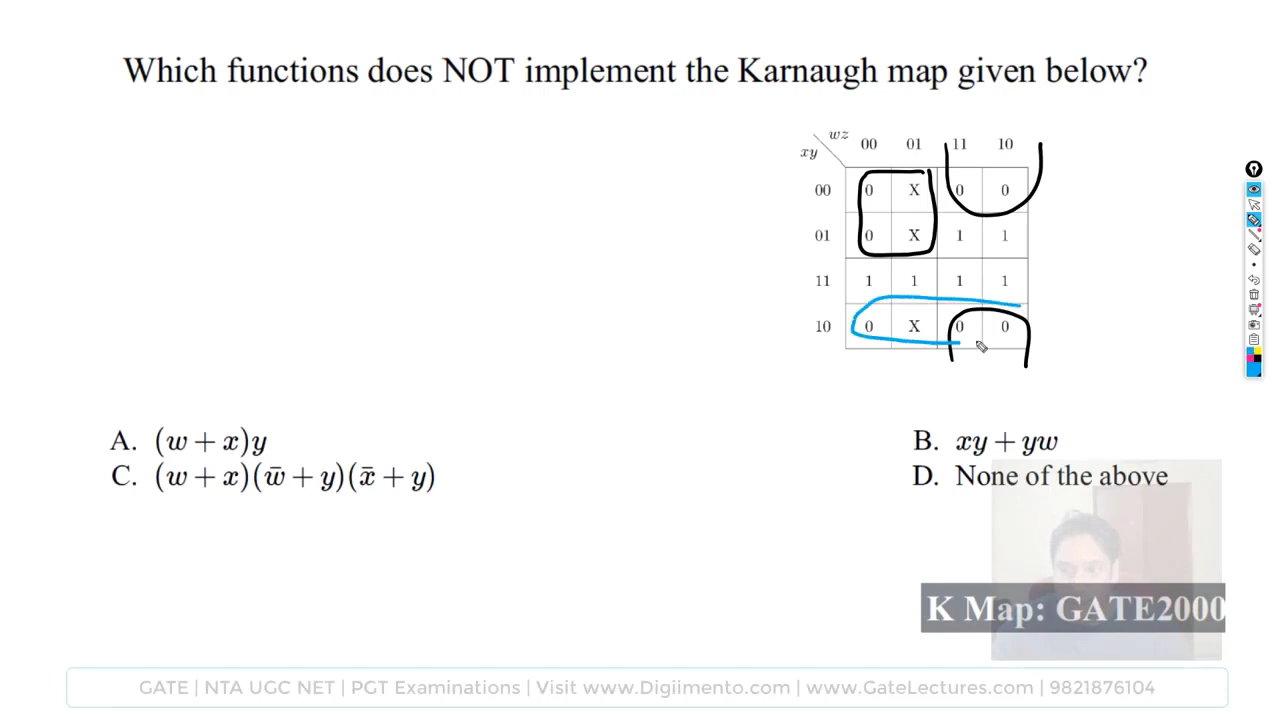 Which functions does NOT implement the Karnaugh map given below?
wz
xy
00 01 11 10
00 0 X 0 0
01 0 X 1 1
11 1 1 1 1
10 0 X 0 0
A. (w + x)y
B. xy + yw
C. (w + x)(w̄ + y)(x̄ + y)
D. None of the above
K Map: GATE2000
GATE | NTA UGC NET | PGT Examinations | Visit www.Digiimento.com | www.GateLectures.com | 9821876104